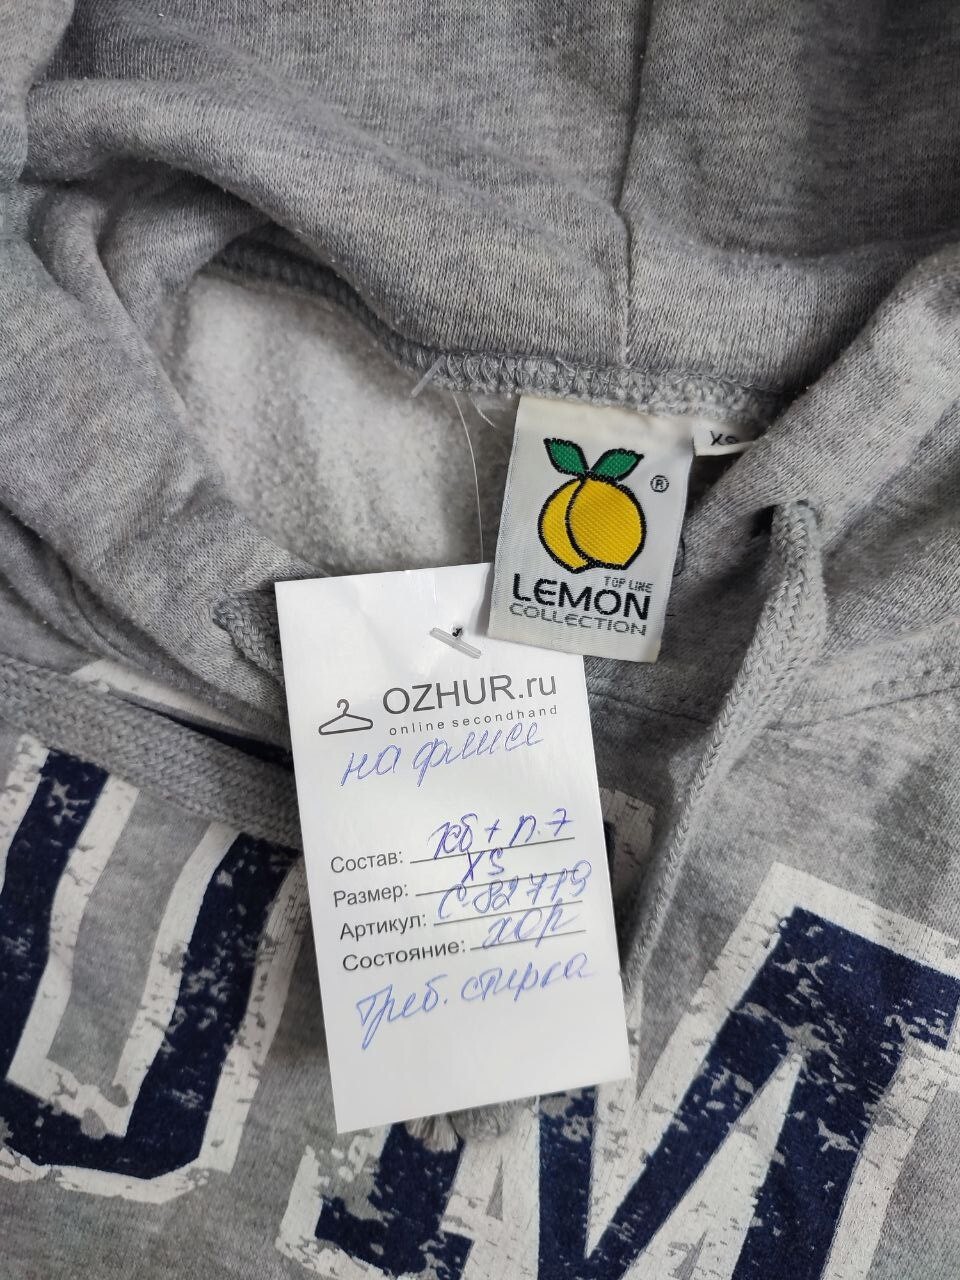 XS
®
TOP LINE
LEMON
COLLECTION
OZHUR.ru
online secondhand
на флисе
Состав: хб + п.э
Размер: XS
Артикул: С-82719
Состояние: хор
Треб. стирка